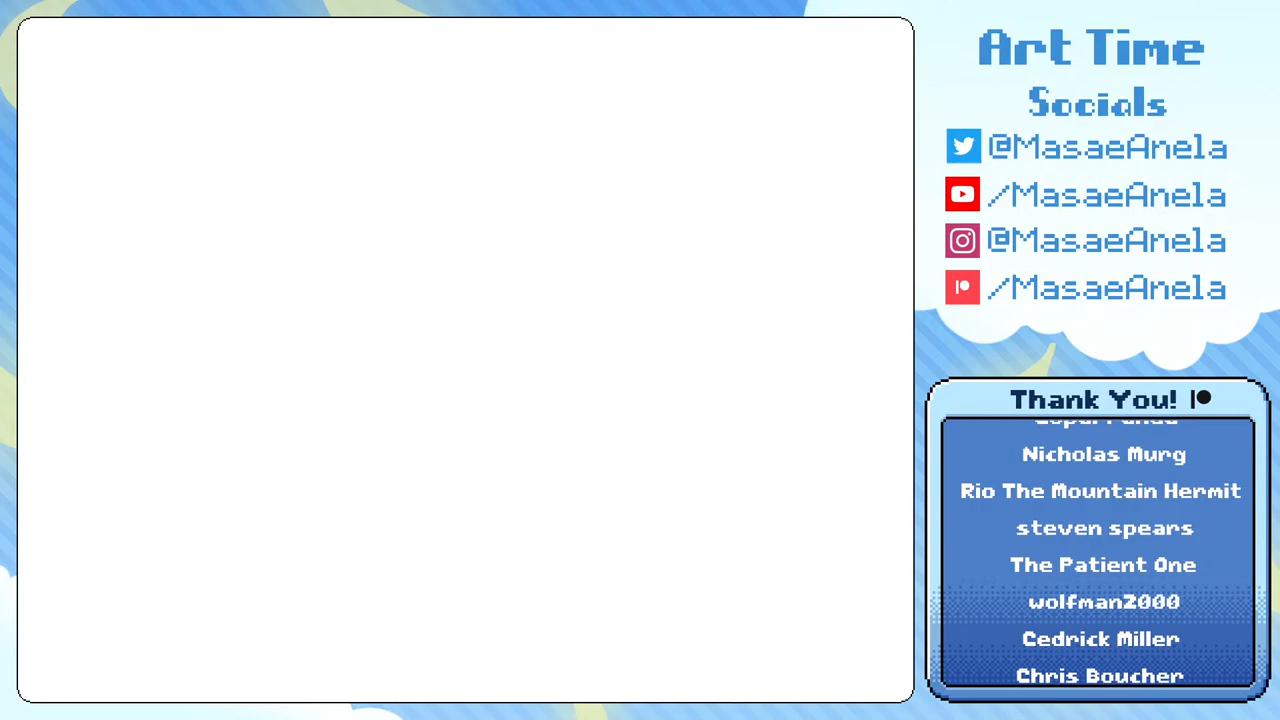 Art Time
Socials
@MasaeAnela
/MasaeAnela
@MasaeAnela
/MasaeAnela
Thank You!
Nicholas Murg
Rio The Mountain Hermit
steven spears
The Patient One
wolfman2000
Cedrick Miller
Chris Boucher